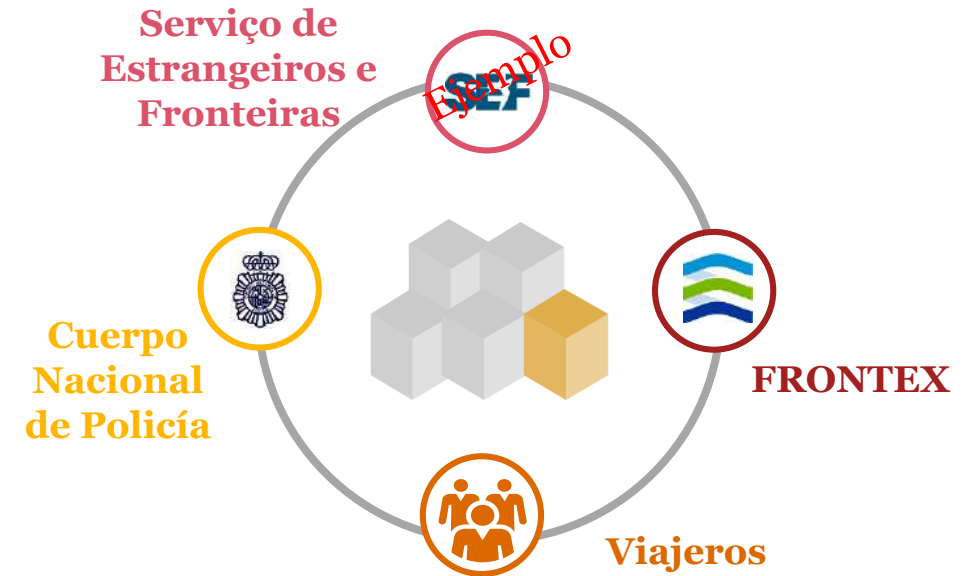 Serviço de
Estrangeiros e
Fronteiras
SEF
Ejemplo
Cuerpo
Nacional
de Policía
FRONTEX
Viajeros